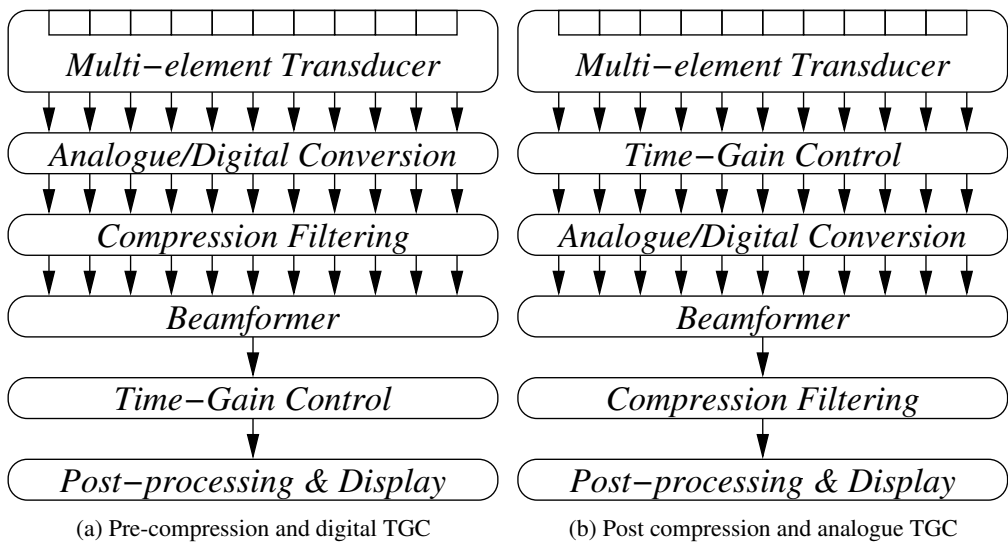 Multi−element Transducer
Analogue/Digital Conversion
Compression Filtering
Beamformer
Time−Gain Control
Post−processing & Display
(a) Pre-compression and digital TGC
Multi−element Transducer
Time−Gain Control
Analogue/Digital Conversion
Beamformer
Compression Filtering
Post−processing & Display
(b) Post compression and analogue TGC